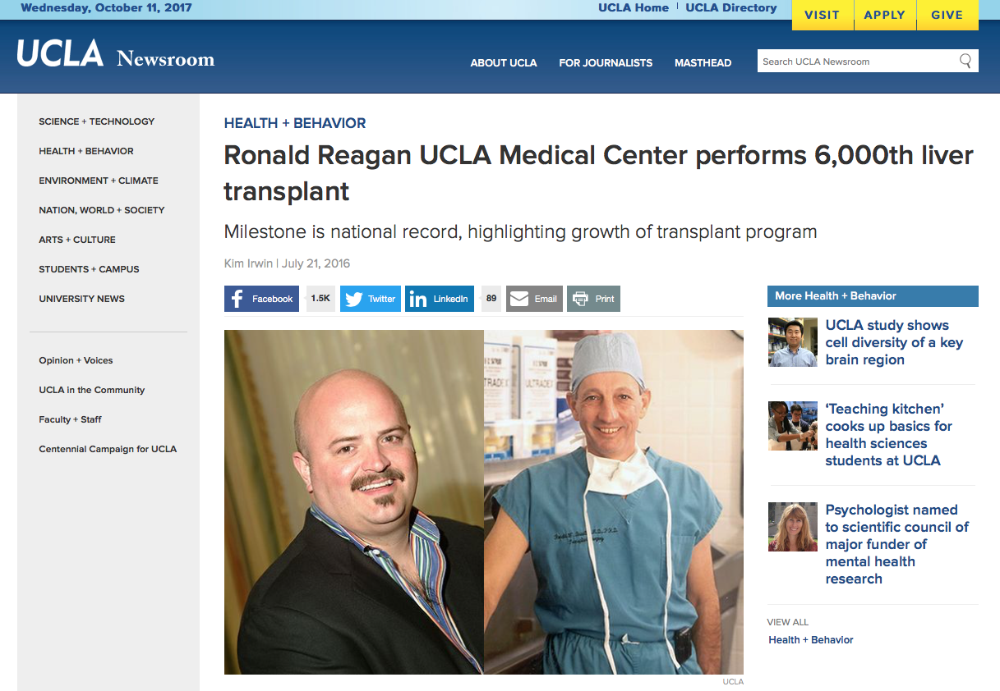 Wednesday, October 11, 2017
UCLA Home | UCLA Directory
VISIT
APPLY
GIVE
UCLA Newsroom
ABOUT UCLA
FOR JOURNALISTS
MASTHEAD
Search UCLA Newsroom
SCIENCE + TECHNOLOGY
HEALTH + BEHAVIOR
ENVIRONMENT + CLIMATE
NATION, WORLD + SOCIETY
ARTS + CULTURE
STUDENTS + CAMPUS
UNIVERSITY NEWS
Opinion + Voices
UCLA in the Community
Faculty + Staff
Centennial Campaign for UCLA
HEALTH + BEHAVIOR
Ronald Reagan UCLA Medical Center performs 6,000th liver
transplant
Milestone is national record, highlighting growth of transplant program
Kim Irwin | July 21, 2016
Facebook
1.5K
Twitter
LinkedIn
89
Email
Print
ULTRADEX
UCLA
More Health + Behavior
UCLA study shows
cell diversity of a key
brain region
‘Teaching kitchen’
cooks up basics for
health sciences
students at UCLA
Psychologist named
to scientific council of
major funder of
mental health
research
VIEW ALL
Health + Behavior